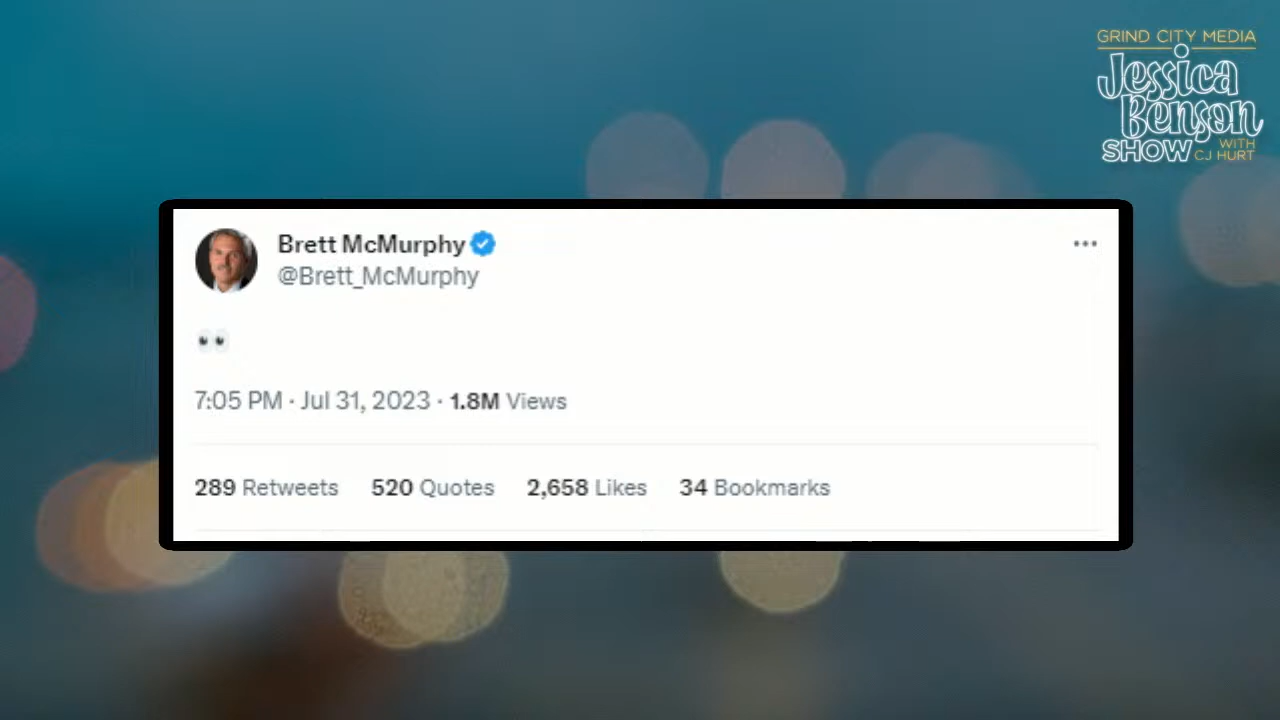 GRIND CITY MEDIA
Jessica
Benson
SHOW WITH CJ HURT
Brett McMurphy
@Brett_McMurphy
👀
7:05 PM · Jul 31, 2023 · 1.8M Views
289 Retweets 520 Quotes 2,658 Likes 34 Bookmarks